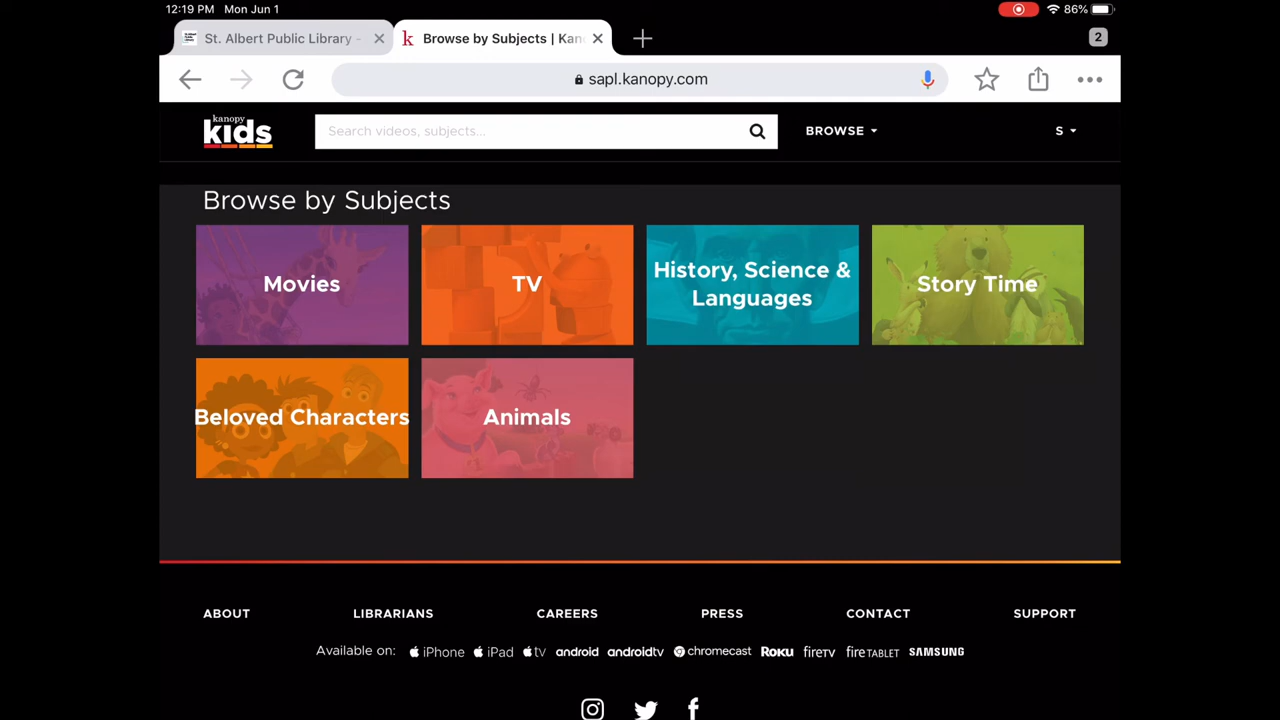 12:19 PM Mon Jun 1
86%
St. Albert Public Library -
k Browse by Subjects | Kan
2
sapl.kanopy.com
kanopy
kids
Search videos, subjects...
BROWSE
S
Browse by Subjects
Movies
TV
History, Science &
Languages
Story Time
Beloved Characters
Animals
ABOUT
LIBRARIANS
CAREERS
PRESS
CONTACT
SUPPORT
Available on: iPhone iPad tv android androidtv chromecast Roku fireTV fireTABLET SAMSUNG